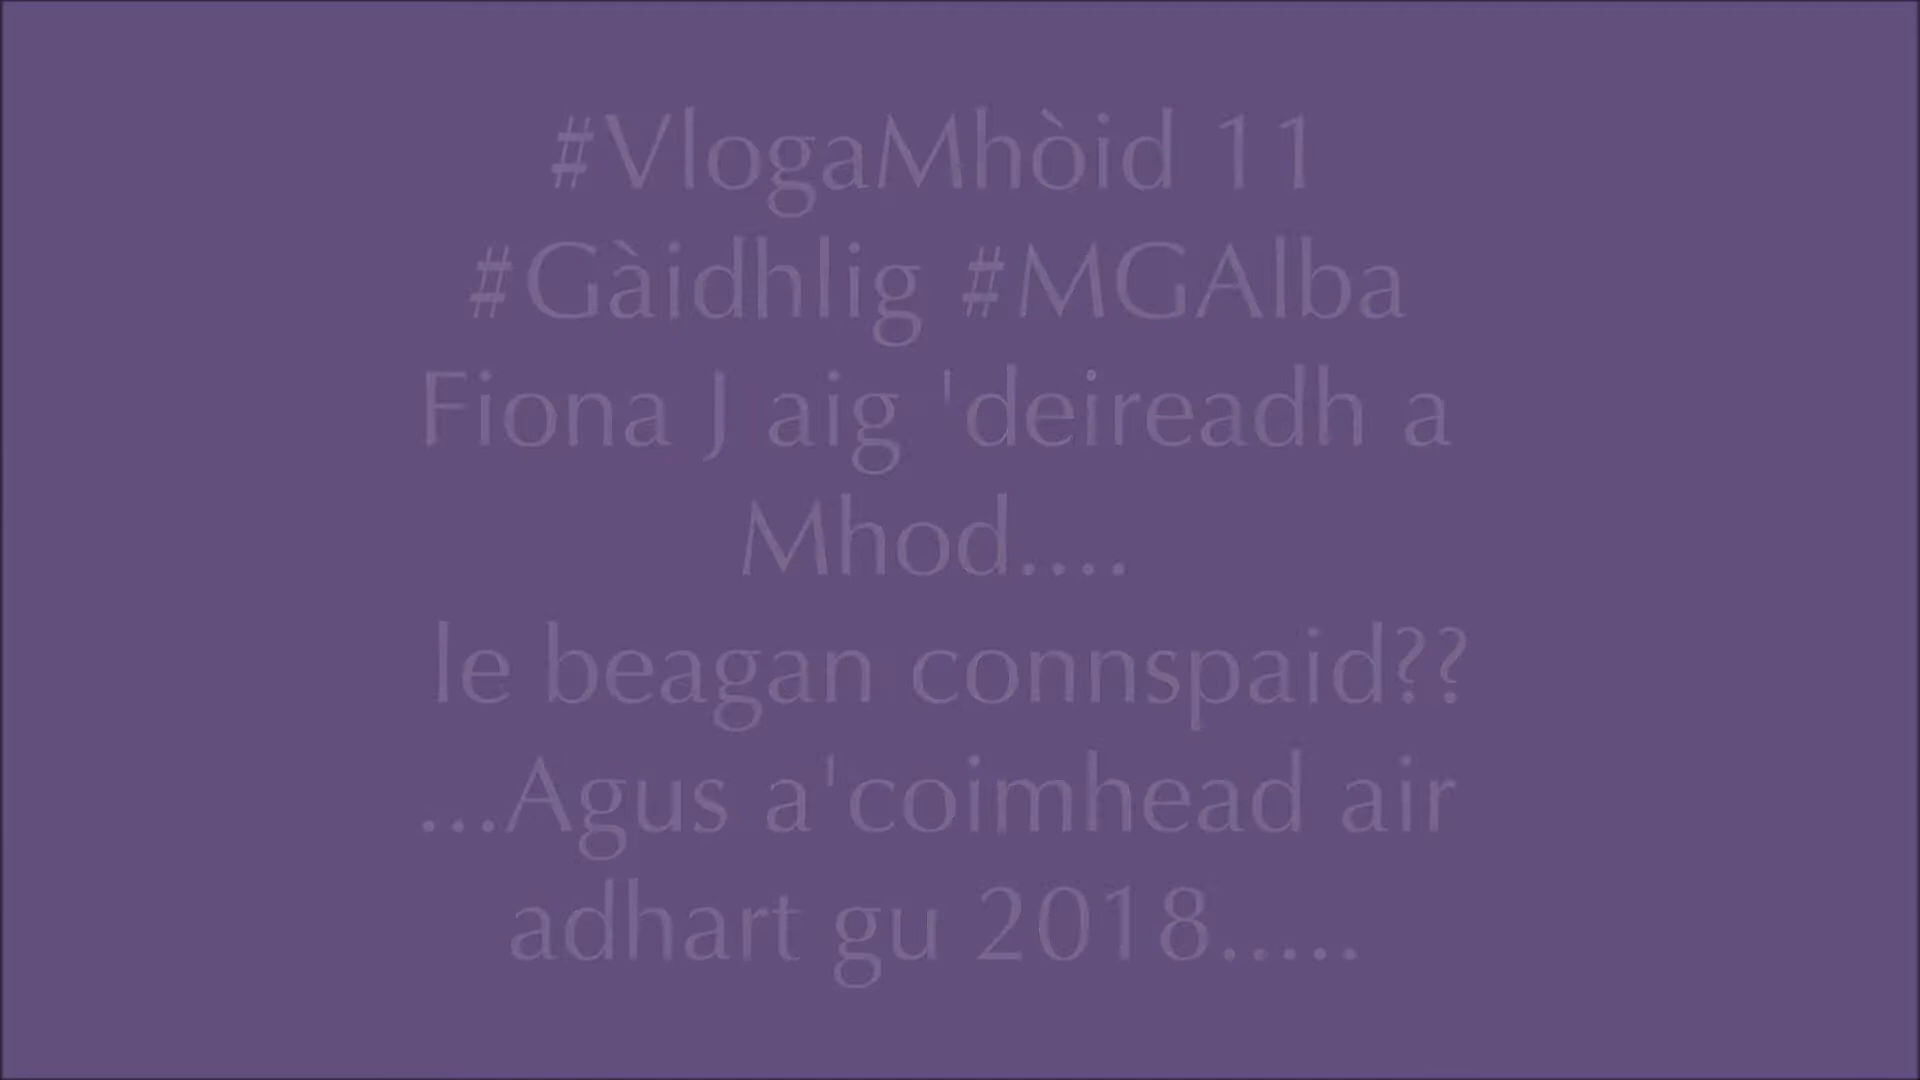 #VlogaMhòid 11
#Gàidhlig #MGAlba
Fiona J aig 'deireadh a
Mhod....
le beagan connspaid??
...Agus a'coimhead air
adhart gu 2018.....